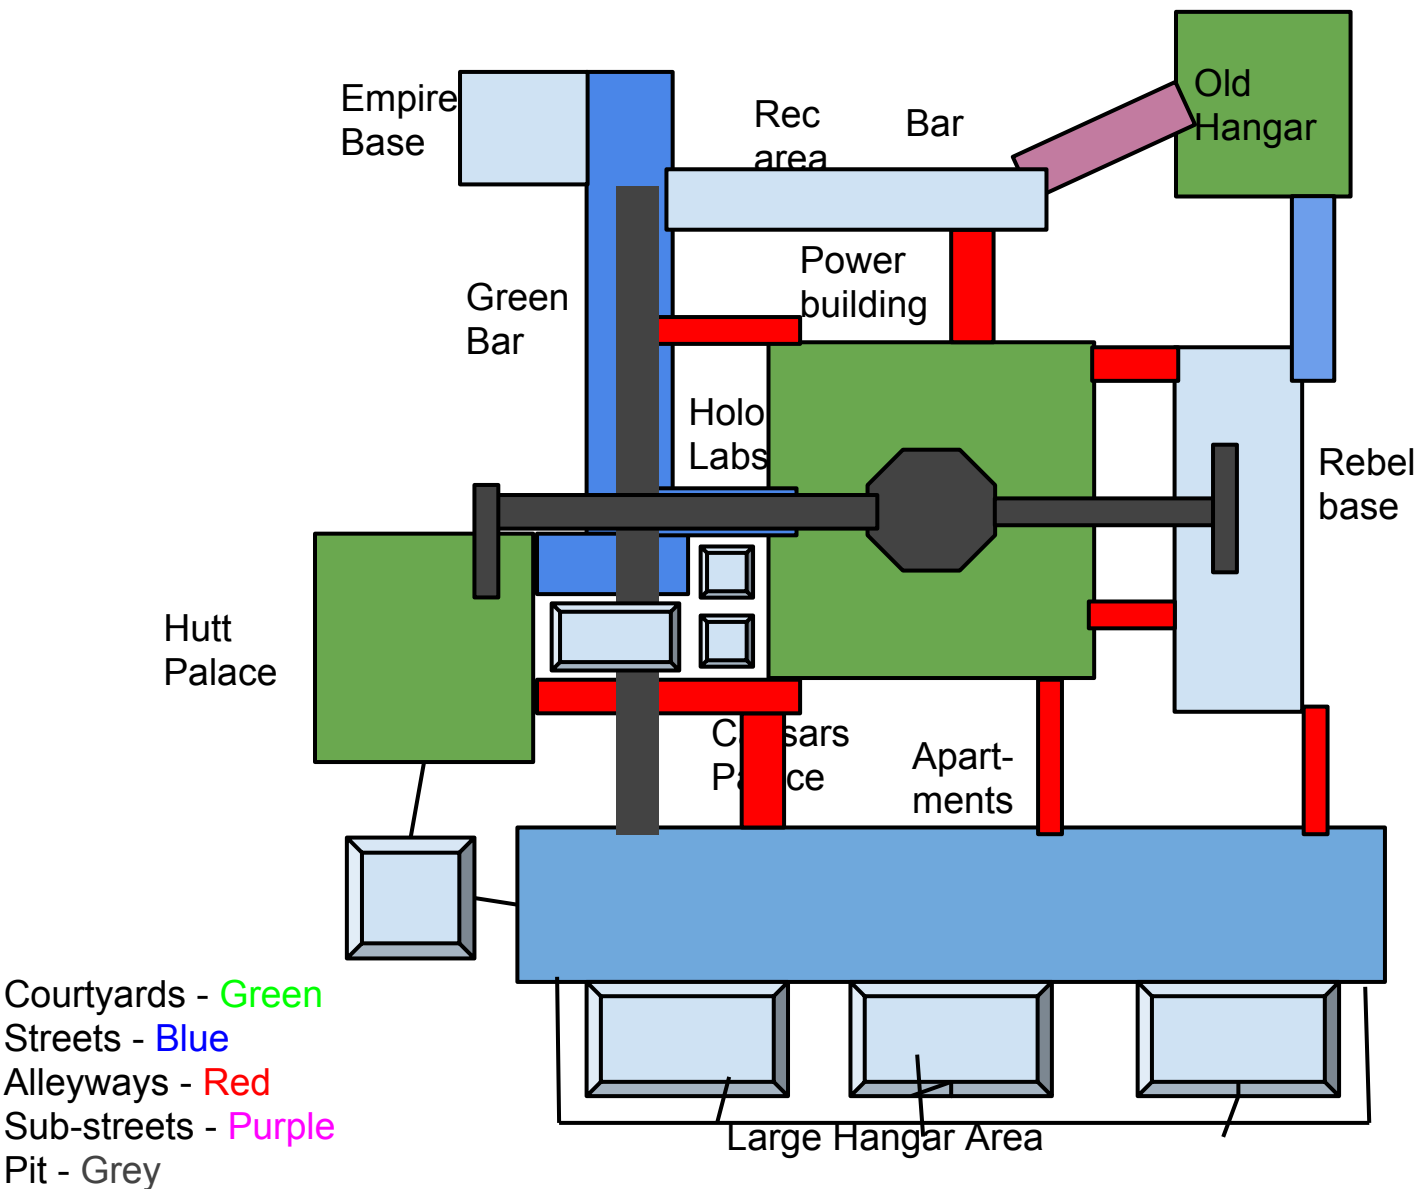 Empire
Base
Rec
area
Bar
Old
Hangar
Green
Bar
Power
building
Holo
Labs
Rebel
base
Hutt
Palace
Apart-
ments
Large Hangar Area
Courtyards - Green
Streets - Blue
Alleyways - Red
Sub-streets - Purple
Pit - Grey